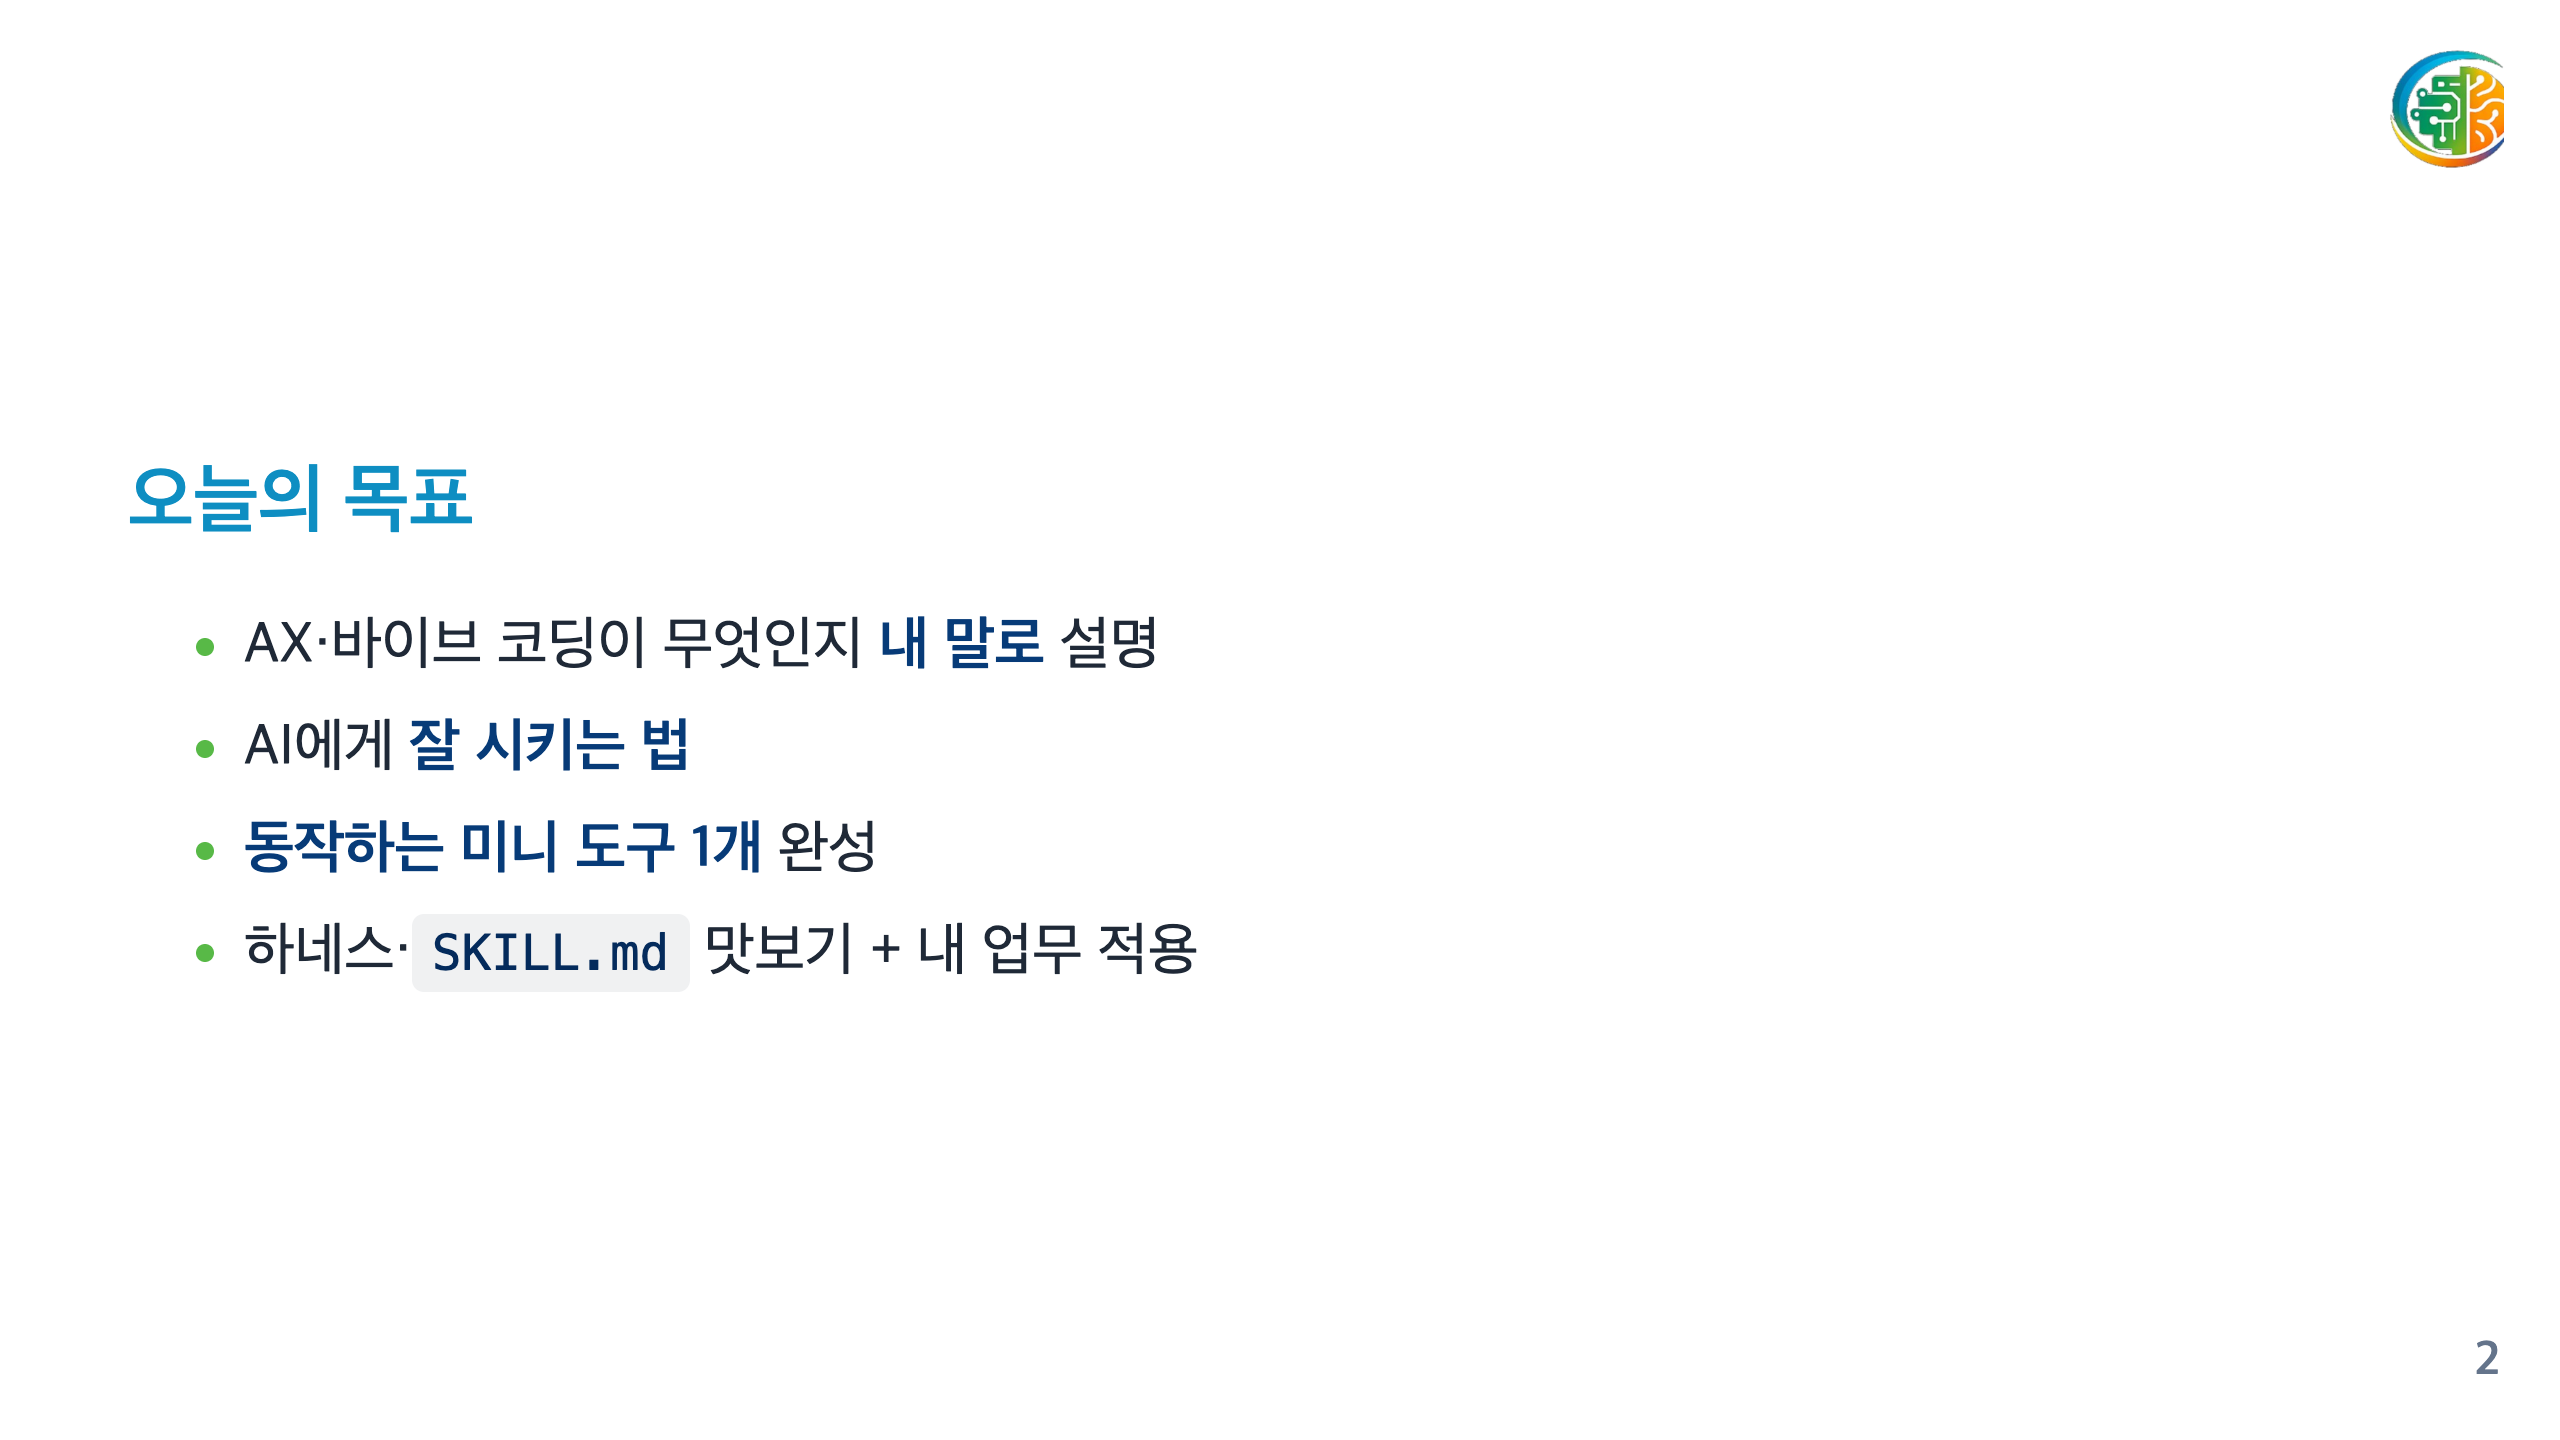 오늘의 목표
AX·바이브 코딩이 무엇인지 내 말로 설명
AI에게 잘 시키는 법
동작하는 미니 도구 1개 완성
하네스·SKILL.md 맛보기 + 내 업무 적용
2